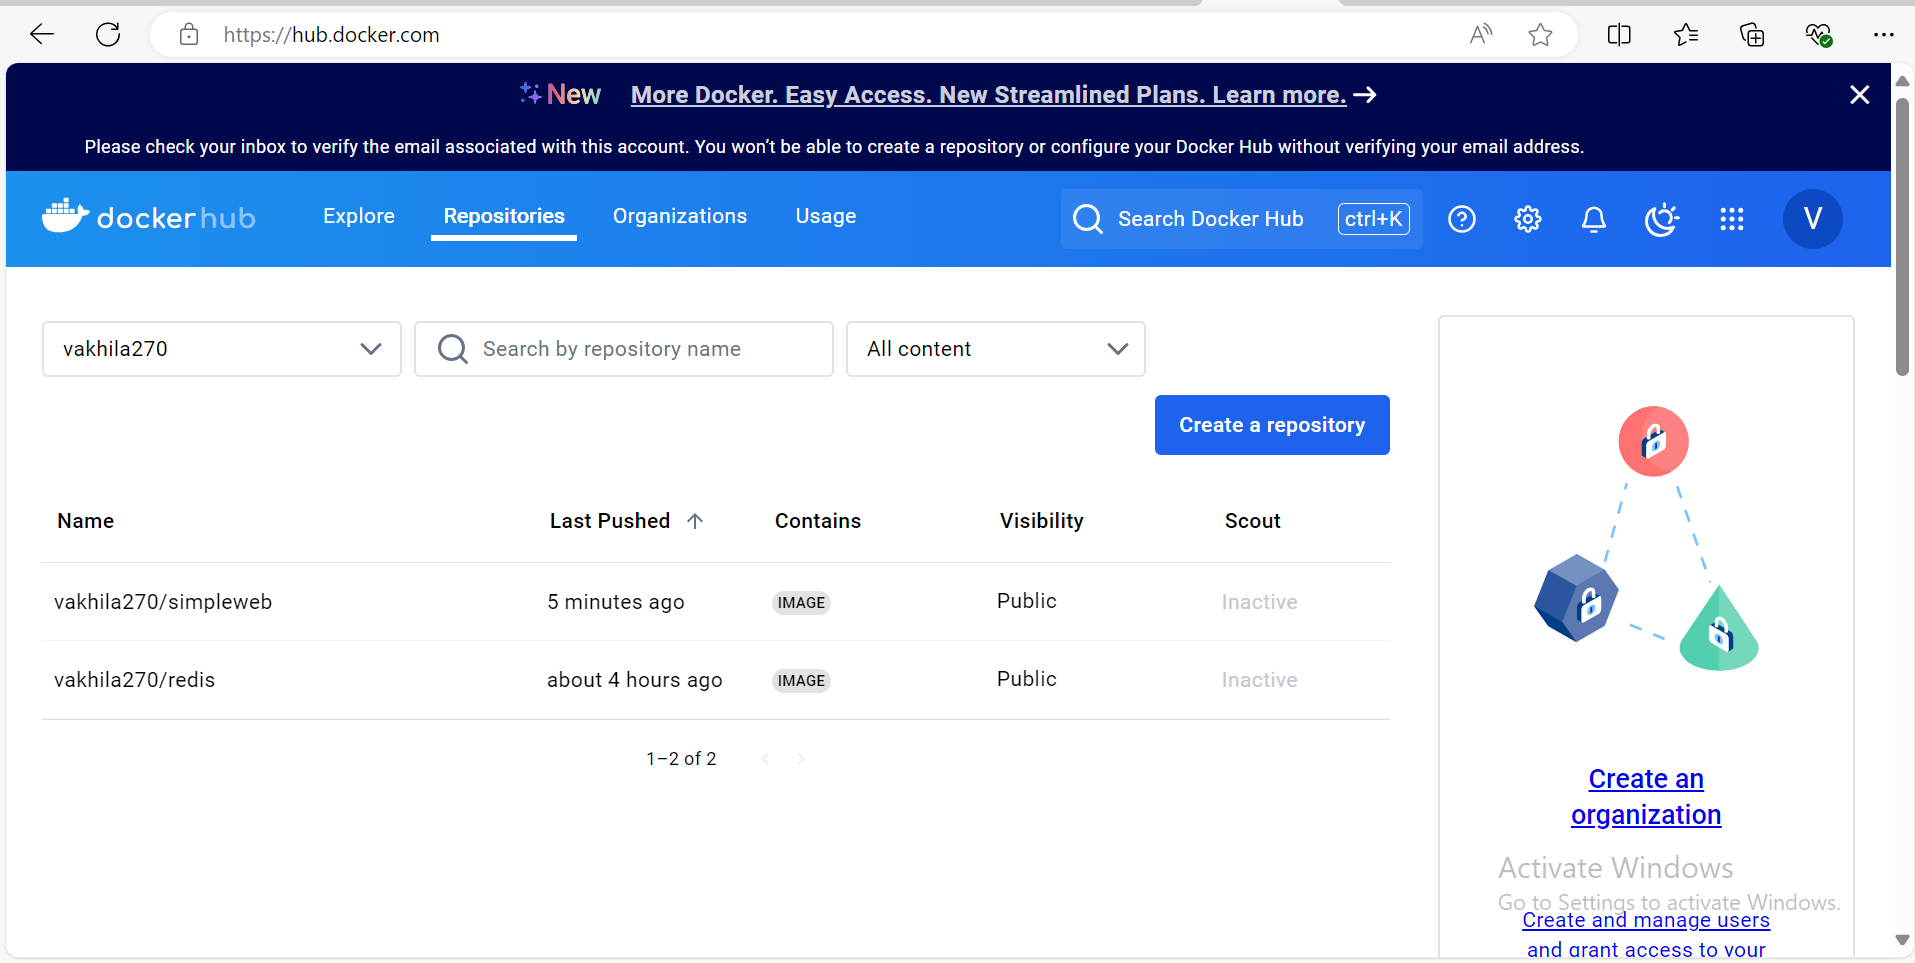 https://hub.docker.com
New More Docker. Easy Access. New Streamlined Plans. Learn more. →
Please check your inbox to verify the email associated with this account. You won't be able to create a repository or configure your Docker Hub without verifying your email address.
dockerhub Explore Repositories Organizations Usage Search Docker Hub ctrl+K V
vakhila270 Search by repository name All content
Create a repository
Name Last Pushed Contains Visibility Scout
vakhila270/simpleweb 5 minutes ago IMAGE Public Inactive
vakhila270/redis about 4 hours ago IMAGE Public Inactive
1–2 of 2
Create an
organization
Activate Windows
Go to Settings to activate Windows.
Create and manage users
and grant access to your